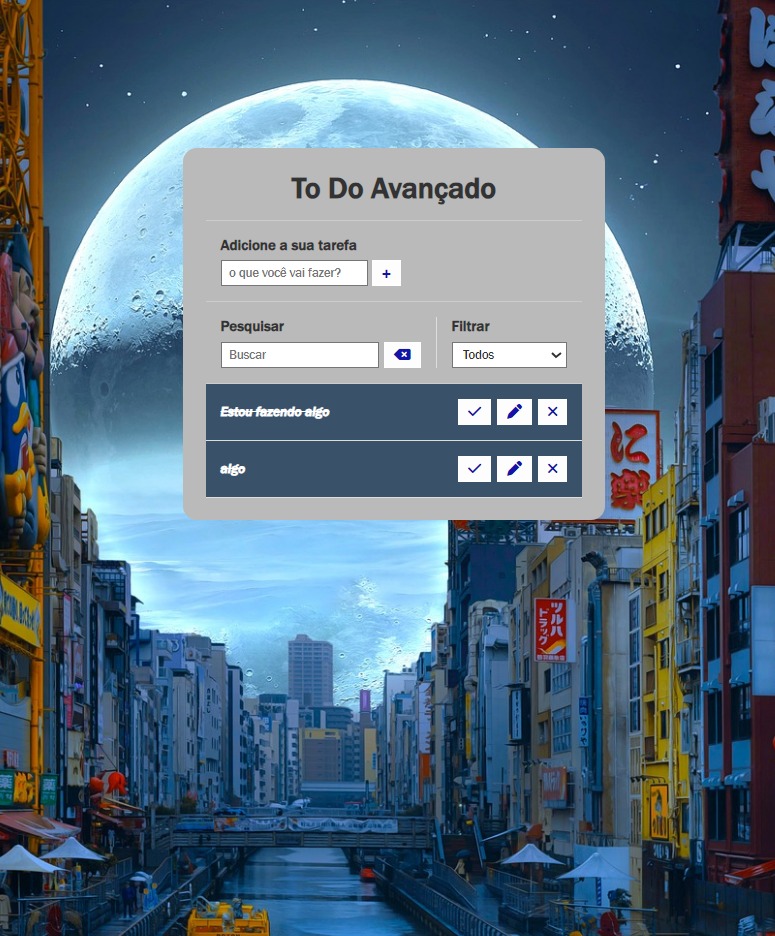 To Do Avançado
Adicione a sua tarefa
o que você vai fazer?
+
Pesquisar
Filtrar
Buscar
Todos
Estou fazendo algo
algo
ツルハ
ドラッグ